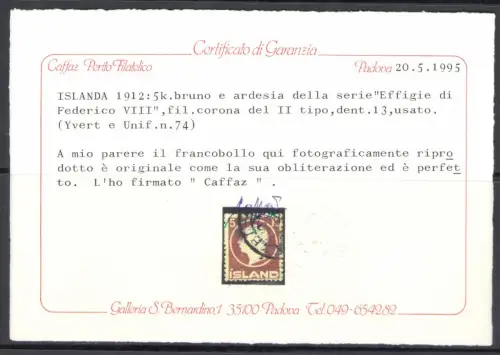 Certificato di Garanzia
Caffaz Perito Filatelico
Padova 20.5.1995
ISLANDA 1912:5k.bruno e ardesia della serie"Effigie di
Federico VIII",fil.corona del II tipo,dent.13,usato.
(Yvert e Unif.n.74)
A mio parere il francobollo qui fotograficamente ripro
dotto è originale come la sua obliterazione ed è perfet
to. L'ho firmato " Caffaz " .
Caffaz
5
ISLAND
Galleria S. Bernardino,1 35100 Padova Tel. 049-654282